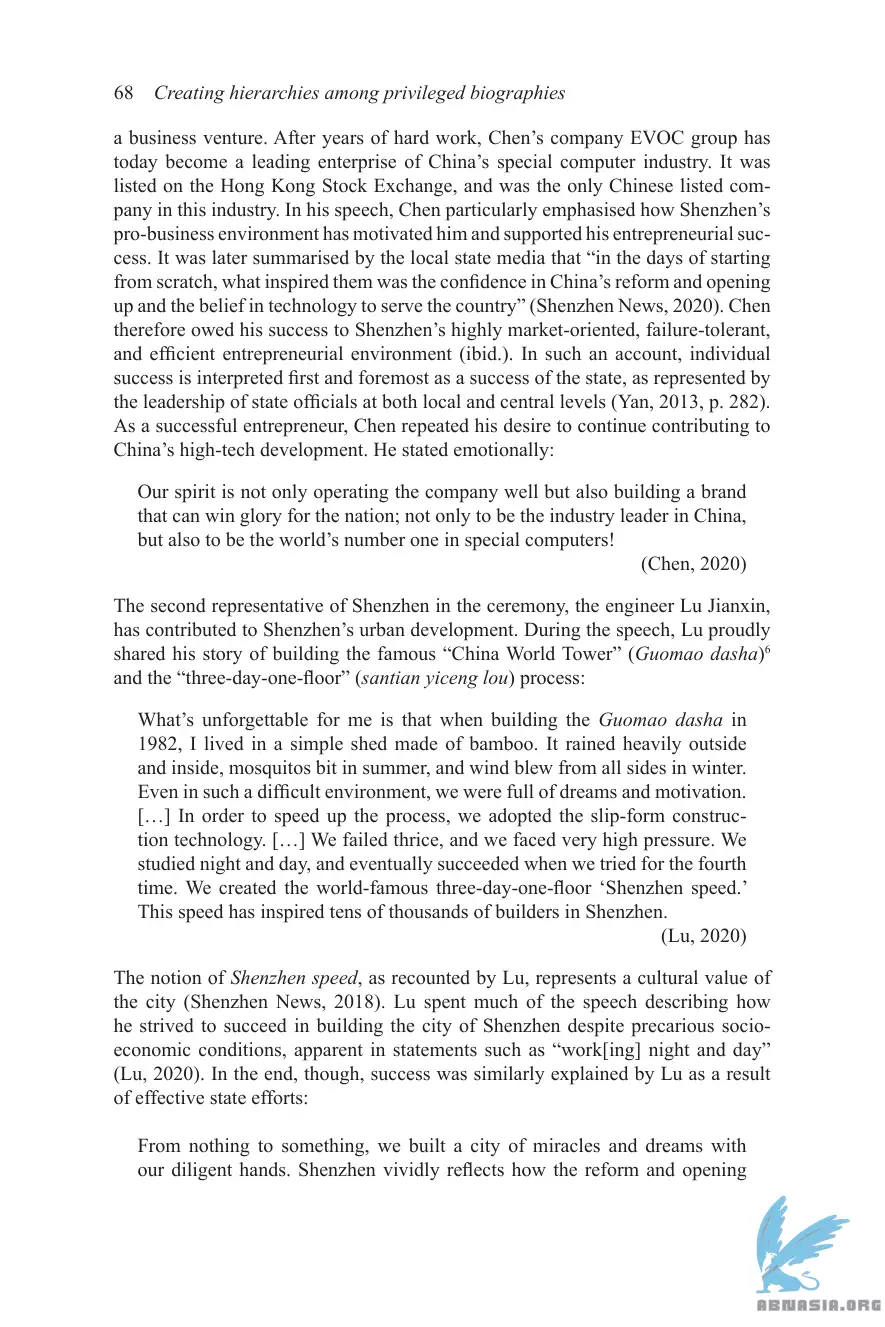 68 Creating hierarchies among privileged biographies
a business venture. After years of hard work, Chen’s company EVOC group has
today become a leading enterprise of China’s special computer industry. It was
listed on the Hong Kong Stock Exchange, and was the only Chinese listed com-
pany in this industry. In his speech, Chen particularly emphasised how Shenzhen’s
pro-business environment has motivated him and supported his entrepreneurial suc-
cess. It was later summarised by the local state media that “in the days of starting
from scratch, what inspired them was the confidence in China’s reform and opening
up and the belief in technology to serve the country” (Shenzhen News, 2020). Chen
therefore owed his success to Shenzhen’s highly market-oriented, failure-tolerant,
and efficient entrepreneurial environment (ibid.). In such an account, individual
success is interpreted first and foremost as a success of the state, as represented by
the leadership of state officials at both local and central levels (Yan, 2013, p. 282).
As a successful entrepreneur, Chen repeated his desire to continue contributing to
China’s high-tech development. He stated emotionally:
Our spirit is not only operating the company well but also building a brand
that can win glory for the nation; not only to be the industry leader in China,
but also to be the world’s number one in special computers!
(Chen, 2020)
The second representative of Shenzhen in the ceremony, the engineer Lu Jianxin,
has contributed to Shenzhen’s urban development. During the speech, Lu proudly
shared his story of building the famous “China World Tower” (Guomao dasha)⁶
and the “three-day-one-floor” (santian yiceng lou) process:
What’s unforgettable for me is that when building the Guomao dasha in
1982, I lived in a simple shed made of bamboo. It rained heavily outside
and inside, mosquitos bit in summer, and wind blew from all sides in winter.
Even in such a difficult environment, we were full of dreams and motivation.
[…] In order to speed up the process, we adopted the slip-form construc-
tion technology. […] We failed thrice, and we faced very high pressure. We
studied night and day, and eventually succeeded when we tried for the fourth
time. We created the world-famous three-day-one-floor ‘Shenzhen speed.’
This speed has inspired tens of thousands of builders in Shenzhen.
(Lu, 2020)
The notion of Shenzhen speed, as recounted by Lu, represents a cultural value of
the city (Shenzhen News, 2018). Lu spent much of the speech describing how
he strived to succeed in building the city of Shenzhen despite precarious socio-
economic conditions, apparent in statements such as “work[ing] night and day”
(Lu, 2020). In the end, though, success was similarly explained by Lu as a result
of effective state efforts:
From nothing to something, we built a city of miracles and dreams with
our diligent hands. Shenzhen vividly reflects how the reform and opening
ABNASIA.ORG